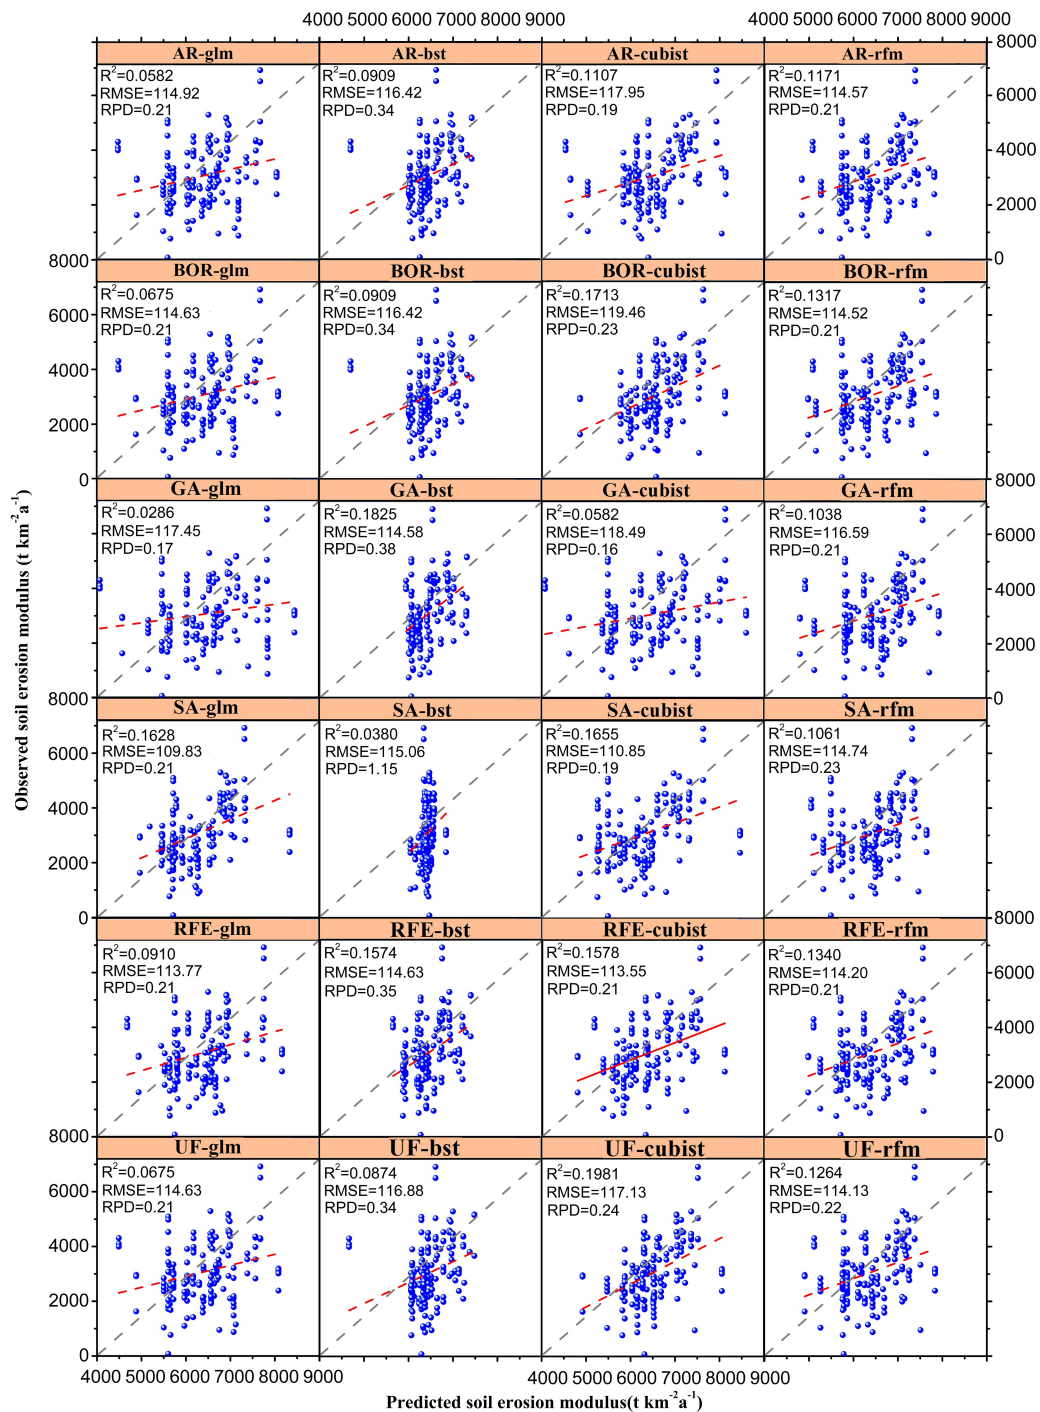 4000 5000 6000 7000 8000 9000 4000 5000 6000 7000 8000 9000
AR-glm AR-bst AR-cubist AR-rfm 8000
R²=0.0582 R²=0.0909 R²=0.1107 R²=0.1171
RMSE=114.92 RMSE=116.42 RMSE=117.95 RMSE=114.57 6000
RPD=0.21 RPD=0.34 RPD=0.19 RPD=0.21
4000
2000
8000 0
BOR-glm BOR-bst BOR-cubist BOR-rfm
R²=0.0675 R²=0.0909 R²=0.1713 R²=0.1317
6000 RMSE=114.63 RMSE=116.42 RMSE=119.46 RMSE=114.52
RPD=0.21 RPD=0.34 RPD=0.23 RPD=0.21
4000
2000
0 8000
GA-glm GA-bst GA-cubist GA-rfm
R²=0.0286 R²=0.1825 R²=0.0582 R²=0.1038
RMSE=117.45 RMSE=114.58 RMSE=118.49 RMSE=116.59 6000
RPD=0.17 RPD=0.38 RPD=0.16 RPD=0.21
4000
2000
8000 0
SA-glm SA-bst SA-cubist SA-rfm
R²=0.1628 R²=0.0380 R²=0.1655 R²=0.1061
6000 RMSE=109.83 RMSE=115.06 RMSE=110.85 RMSE=114.74
RPD=0.21 RPD=1.15 RPD=0.19 RPD=0.23
4000
2000
0 8000
RFE-glm RFE-bst RFE-cubist RFE-rfm
R²=0.0910 R²=0.1574 R²=0.1578 R²=0.1340
RMSE=113.77 RMSE=114.63 RMSE=113.55 RMSE=114.20 6000
RPD=0.21 RPD=0.35 RPD=0.21 RPD=0.21
4000
2000
8000 0
UF-glm UF-bst UF-cubist UF-rfm
R²=0.0675 R²=0.0874 R²=0.1981 R²=0.1264
6000 RMSE=114.63 RMSE=116.88 RMSE=117.13 RMSE=114.13
RPD=0.21 RPD=0.34 RPD=0.24 RPD=0.22
4000
2000
0
4000 5000 6000 7000 8000 9000 4000 5000 6000 7000 8000 9000
Observed soil erosion modulus (t km⁻²a⁻¹)
Predicted soil erosion modulus(t km⁻²a⁻¹)